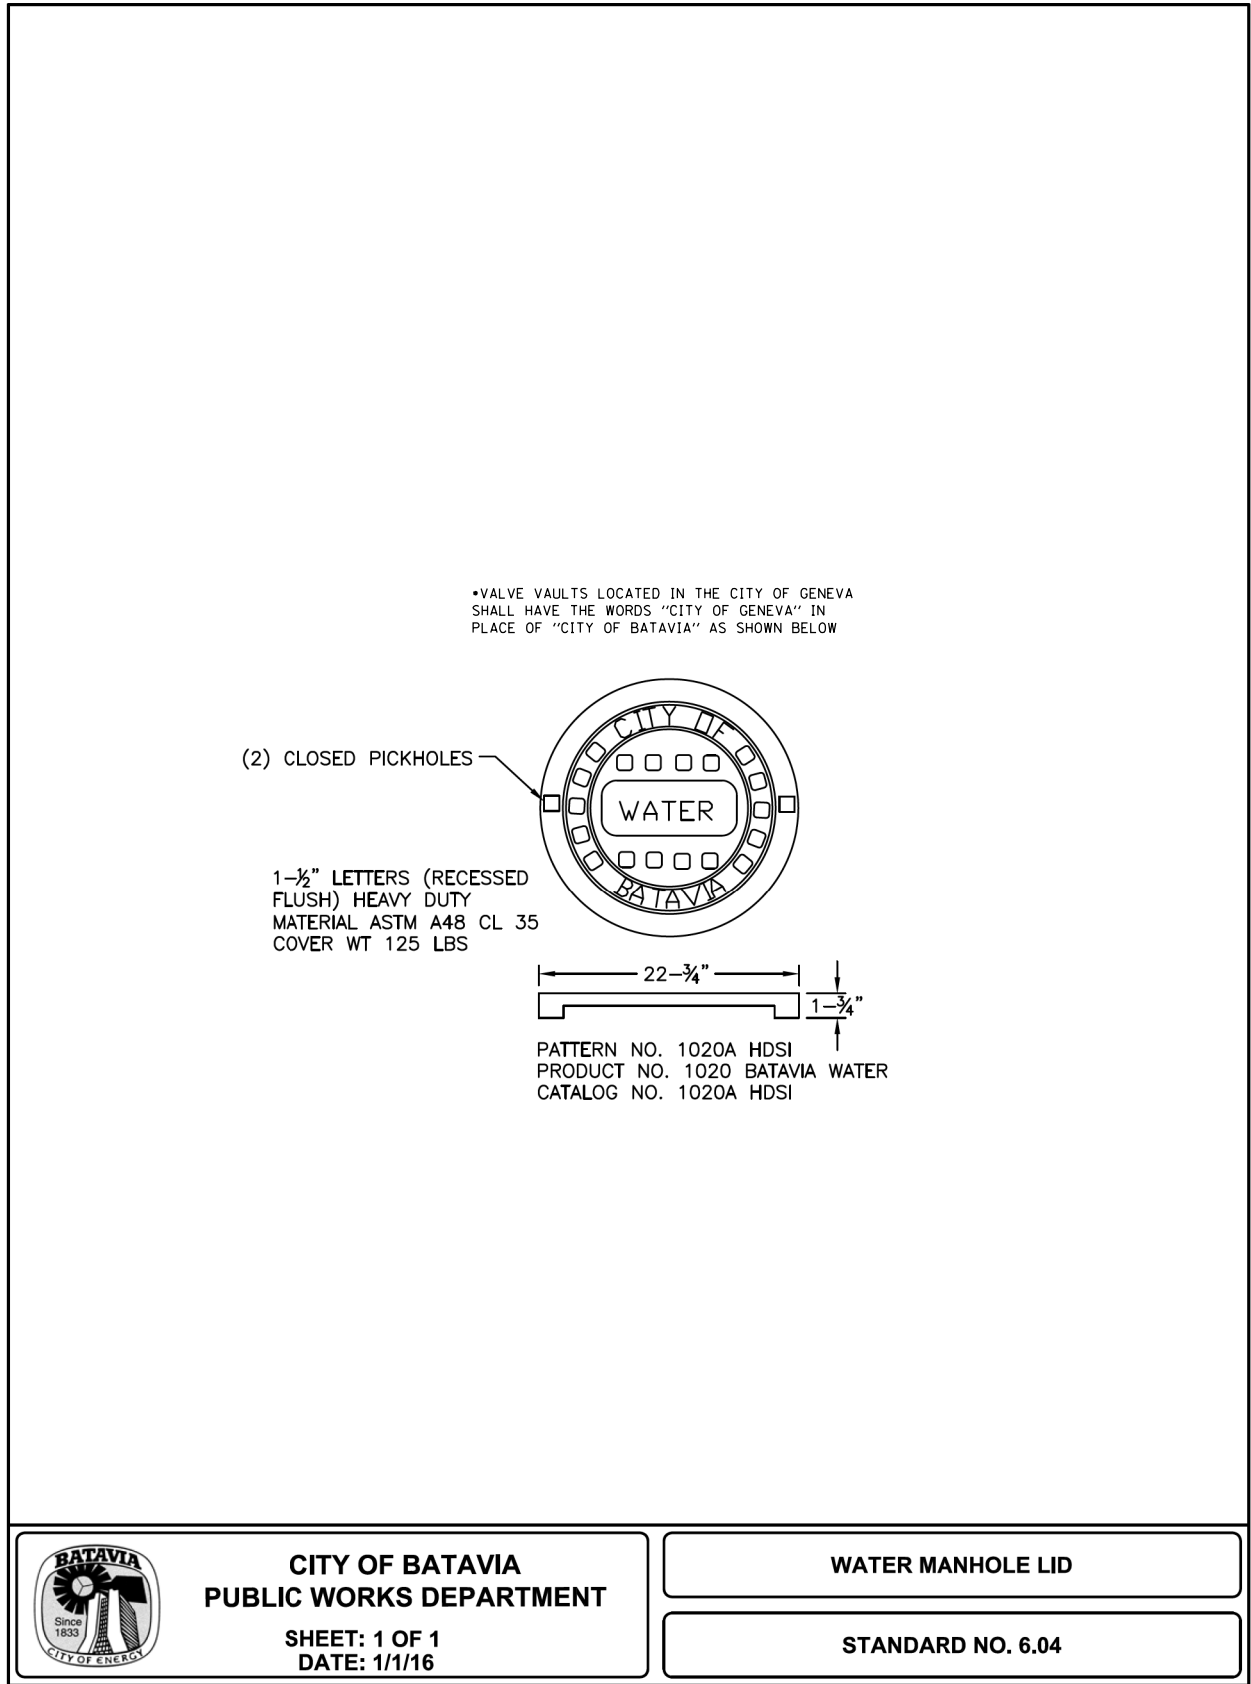 •VALVE VAULTS LOCATED IN THE CITY OF GENEVA
SHALL HAVE THE WORDS "CITY OF GENEVA" IN
PLACE OF "CITY OF BATAVIA" AS SHOWN BELOW
CITY OF
(2) CLOSED PICKHOLES
WATER
BATAVIA
1-½" LETTERS (RECESSED
FLUSH) HEAVY DUTY
MATERIAL ASTM A48 CL 35
COVER WT 125 LBS
22-¾"
1-¾"
PATTERN NO. 1020A HDSI
PRODUCT NO. 1020 BATAVIA WATER
CATALOG NO. 1020A HDSI
BATAVIA
Since
1833
CITY OF ENERGY
CITY OF BATAVIA
PUBLIC WORKS DEPARTMENT
SHEET: 1 OF 1
DATE: 1/1/16
WATER MANHOLE LID
STANDARD NO. 6.04